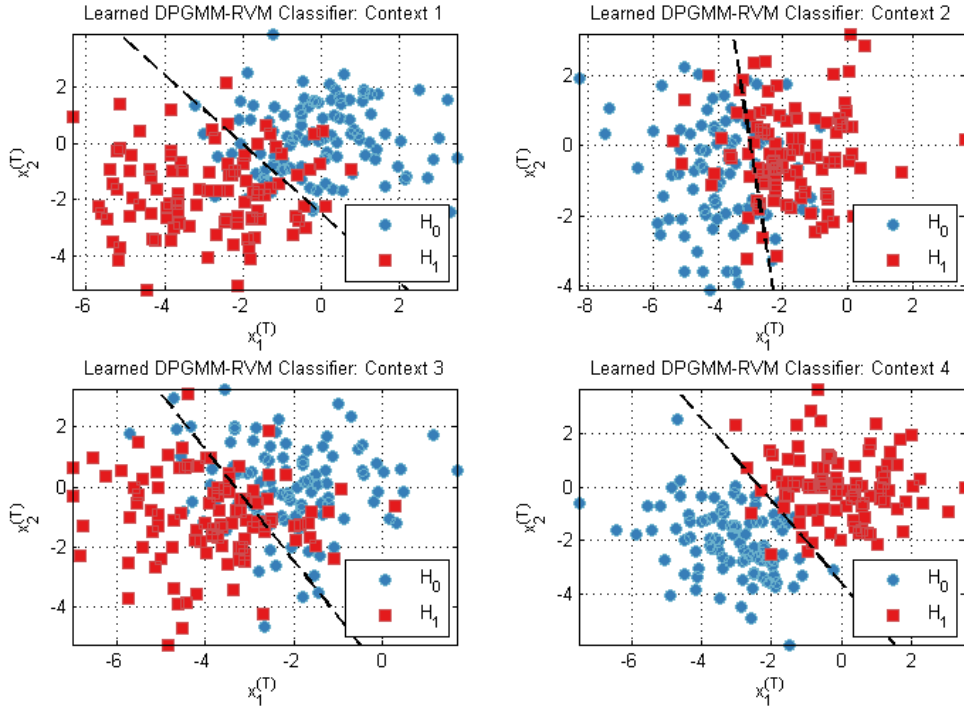 Learned DPGMM-RVM Classifier: Context 1
2
0
-2
-4
x₂^(T)
-6
-4
-2
0
2
x₁^(T)
H₀
H₁
Learned DPGMM-RVM Classifier: Context 2
2
0
-2
-4
x₂^(T)
-8
-6
-4
-2
0
2
x₁^(T)
H₀
H₁
Learned DPGMM-RVM Classifier: Context 3
2
0
-2
-4
x₂^(T)
-6
-4
-2
0
x₁^(T)
H₀
H₁
Learned DPGMM-RVM Classifier: Context 4
2
0
-2
-4
x₂^(T)
-6
-4
-2
0
2
x₁^(T)
H₀
H₁